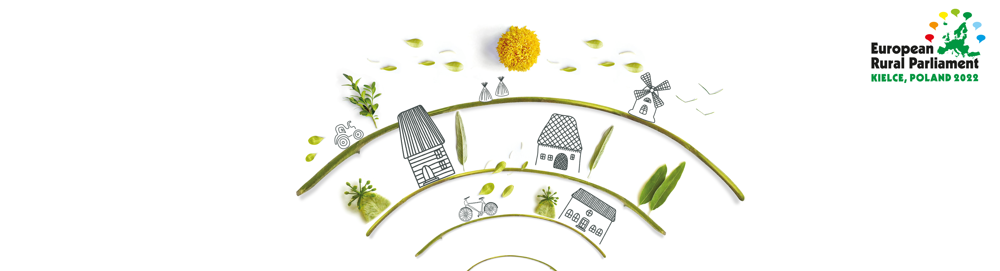 European
Rural Parliament
KIELCE, POLAND 2022